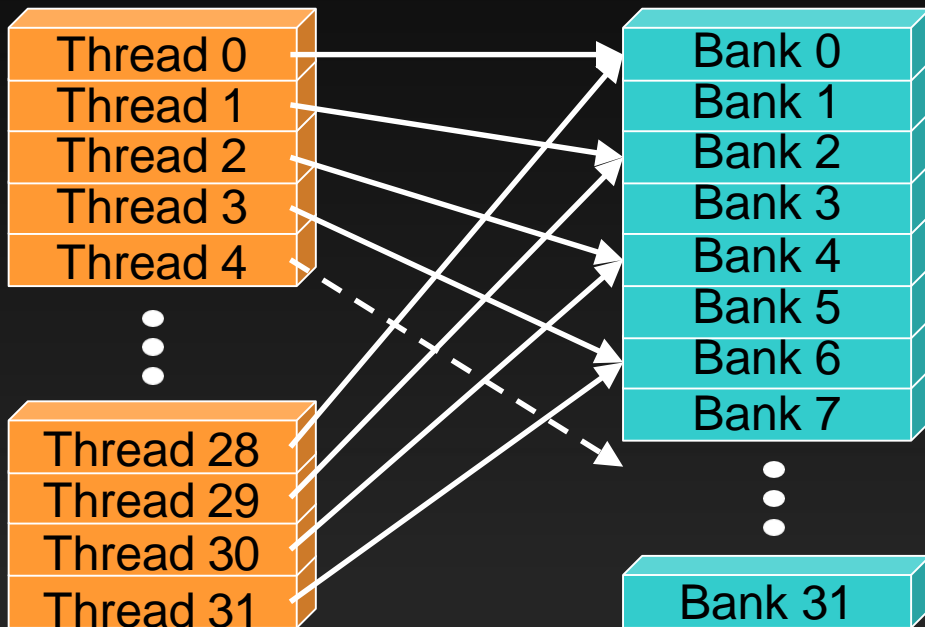 Thread 0
Thread 1
Thread 2
Thread 3
Thread 4
Thread 28
Thread 29
Thread 30
Thread 31
Bank 0
Bank 1
Bank 2
Bank 3
Bank 4
Bank 5
Bank 6
Bank 7
Bank 31